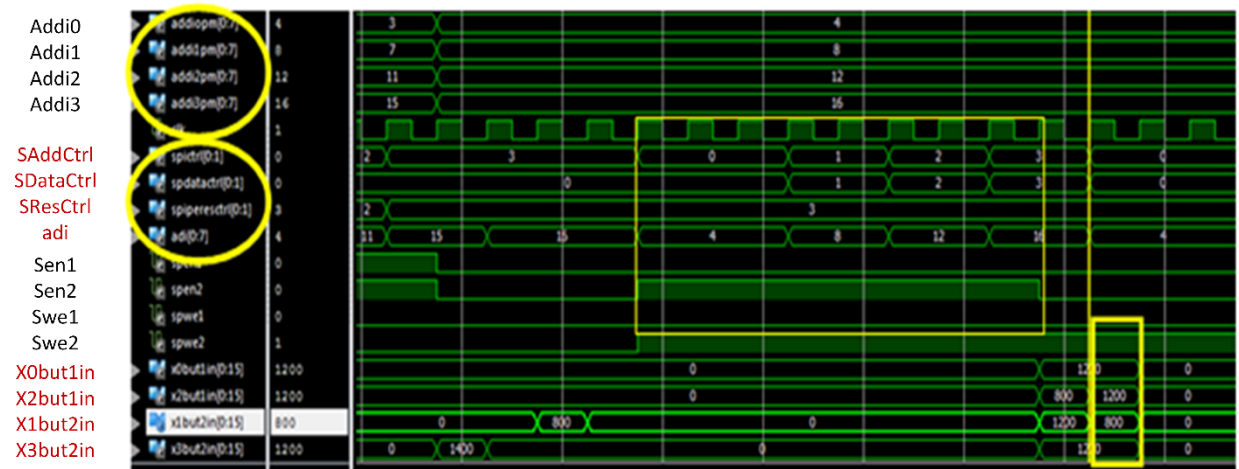 Addi0 addiopm[0:7] 4 3 4
Addi1 addi1pm[0:7] 8 7 8
Addi2 addi2pm[0:7] 12 11 12
Addi3 addi3pm[0:7] 16 15 16
1
SAddCtrl spictrl[0:1] 0 2 3 0 1 2 3 0
SDataCtrl spdatactrl[0:1] 0 0 1 2 3 0
SResCtrl spiperesctrl[0:1] 3 2 3
adi adi[0:7] 4 11 15 15 4 8 12 16 4
Sen1 0
Sen2 spen2 0
Swe1 spwe1 0
Swe2 spwe2 1
X0but1in x0but1in[0:15] 1200 0 1200 0
X2but1in x2but1in[0:15] 1200 0 800 1200 0
X1but2in x1but2in[0:15] 800 0 800 0 1200 800 0
X3but2in x3but2in[0:15] 1200 0 1400 0 1200 0